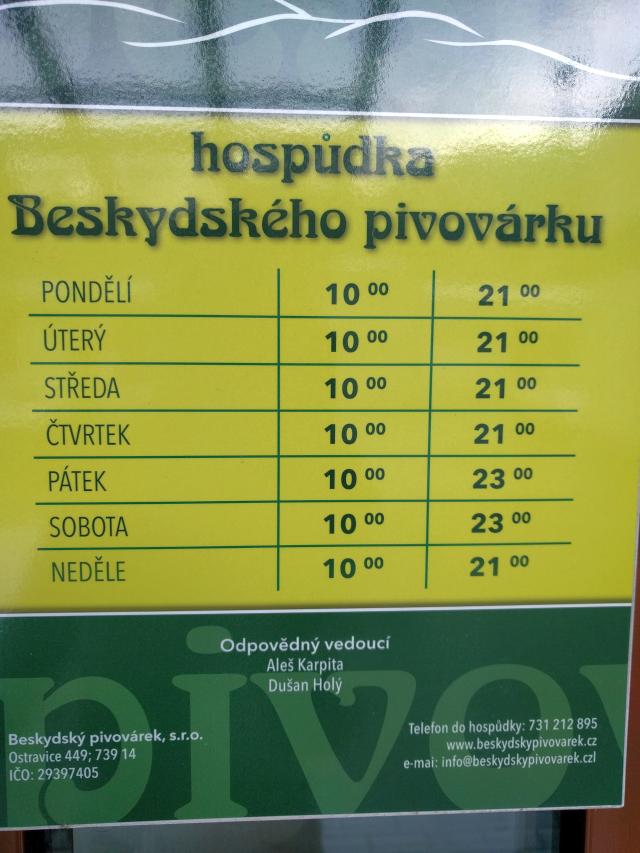 hospůdka
Beskydského pivovárku
PONDĚLÍ 10 00 21 00
ÚTERÝ 10 00 21 00
STŘEDA 10 00 21 00
ČTVRTEK 10 00 21 00
PÁTEK 10 00 23 00
SOBOTA 10 00 23 00
NEDĚLE 10 00 21 00
Odpovědný vedoucí
Aleš Karpita
Dušan Holý
Beskydský pivovárek, s.r.o.
Ostravice 449; 739 14
IČO: 29397405
Telefon do hospůdky: 731 212 895
www.beskydskypivovarek.cz
e-mai: info@beskydskypivovarek.czl
pivov